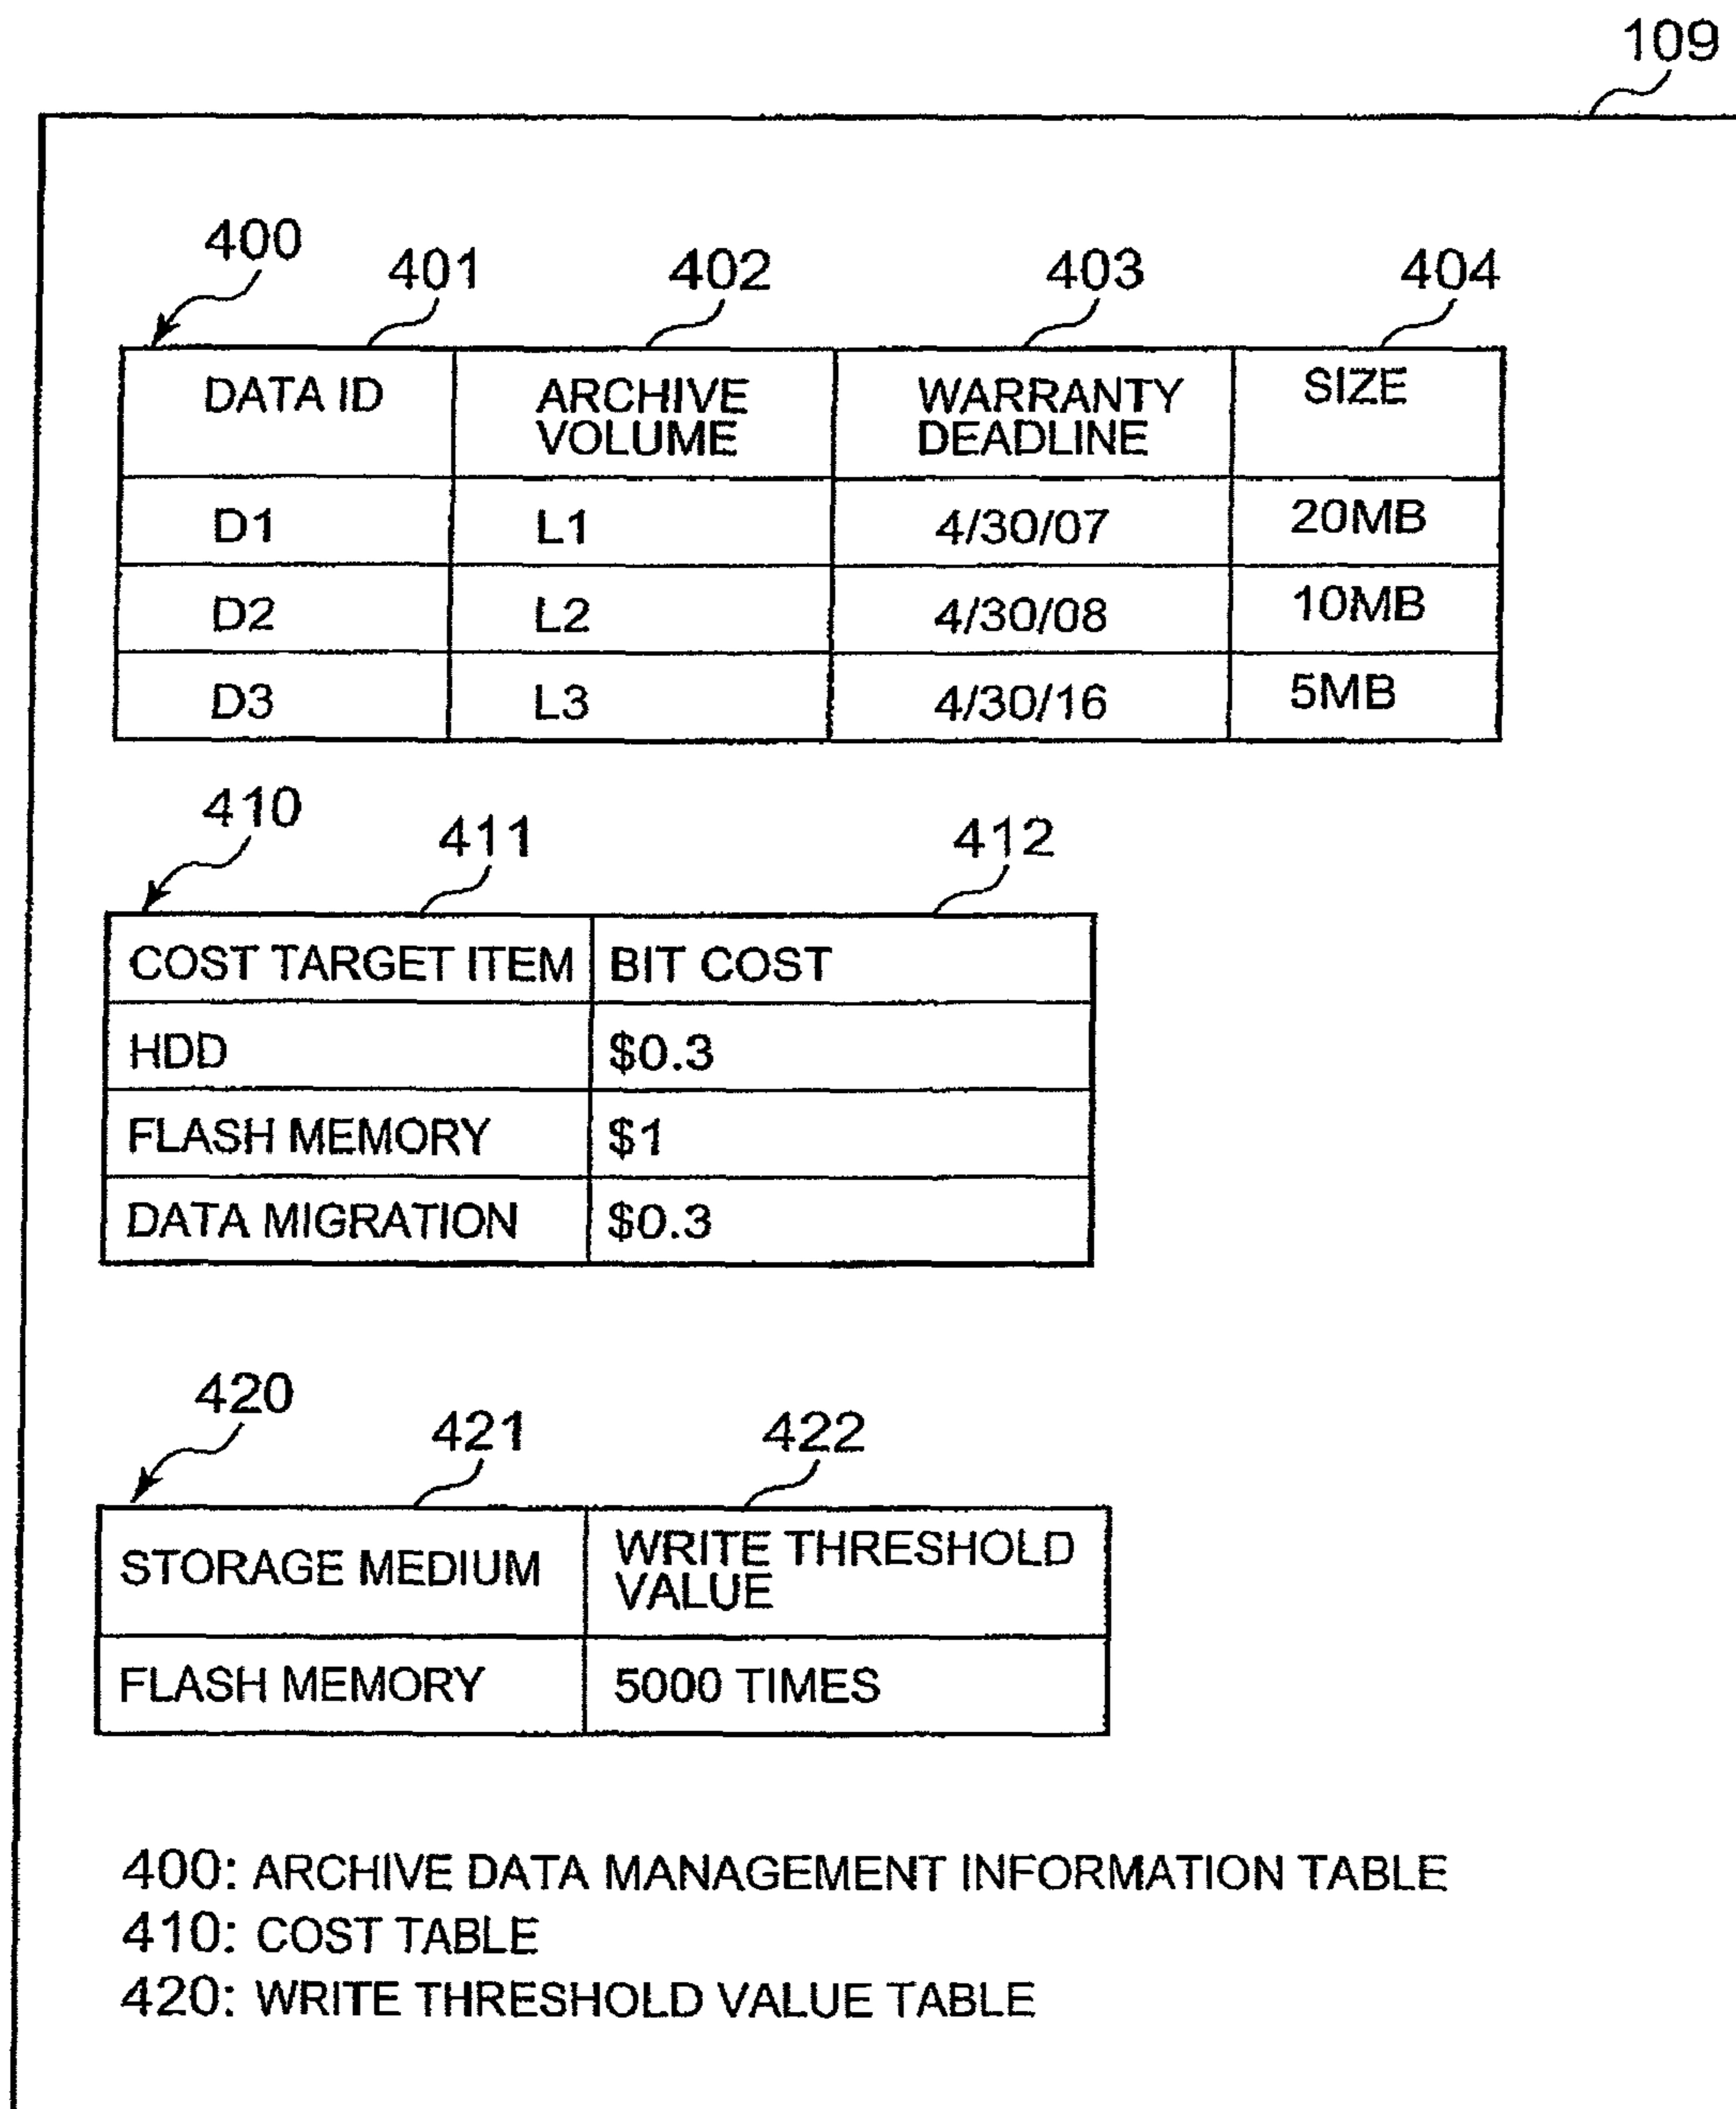 109
400 401 402 403 404
DATA ID ARCHIVE VOLUME WARRANTY DEADLINE SIZE
D1 L1 4/30/07 20MB
D2 L2 4/30/08 10MB
D3 L3 4/30/16 5MB
410 411 412
COST TARGET ITEM BIT COST
HDD $0.3
FLASH MEMORY $1
DATA MIGRATION $0.3
420 421 422
STORAGE MEDIUM WRITE THRESHOLD VALUE
FLASH MEMORY 5000 TIMES
400: ARCHIVE DATA MANAGEMENT INFORMATION TABLE
410: COST TABLE
420: WRITE THRESHOLD VALUE TABLE